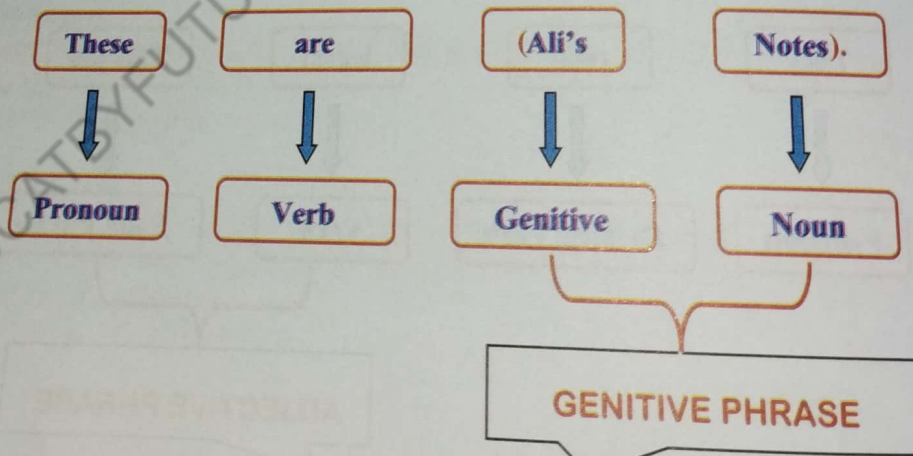 These are (Ali's Notes).
Pronoun Verb Genitive Noun
GENITIVE PHRASE